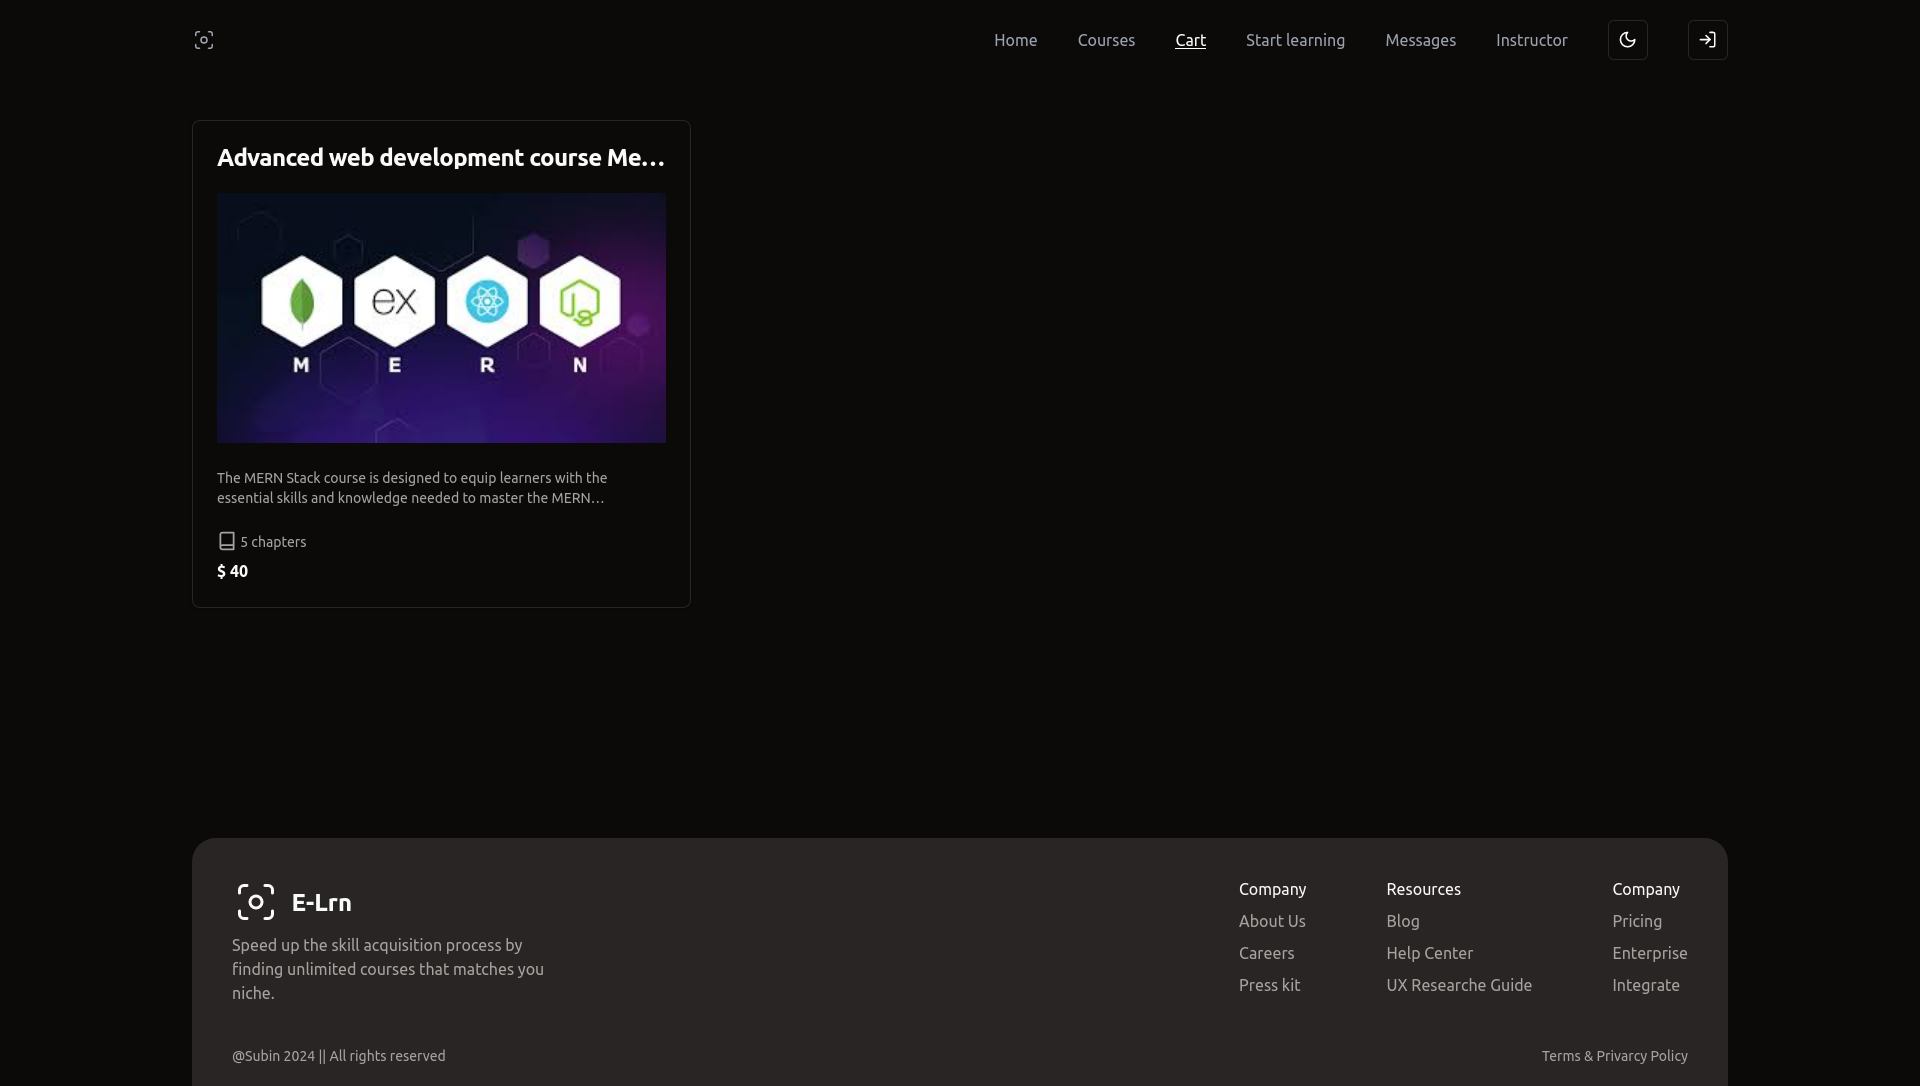 Home Courses Cart Start learning Messages Instructor
Advanced web development course Me...
ex
M E R N
The MERN Stack course is designed to equip learners with the
essential skills and knowledge needed to master the MERN...
5 chapters
$ 40
E-Lrn
Speed up the skill acquisition process by
finding unlimited courses that matches you
niche.
Company
About Us
Careers
Press kit
Resources
Blog
Help Center
UX Researche Guide
Company
Pricing
Enterprise
Integrate
@Subin 2024 || All rights reserved
Terms & Privarcy Policy